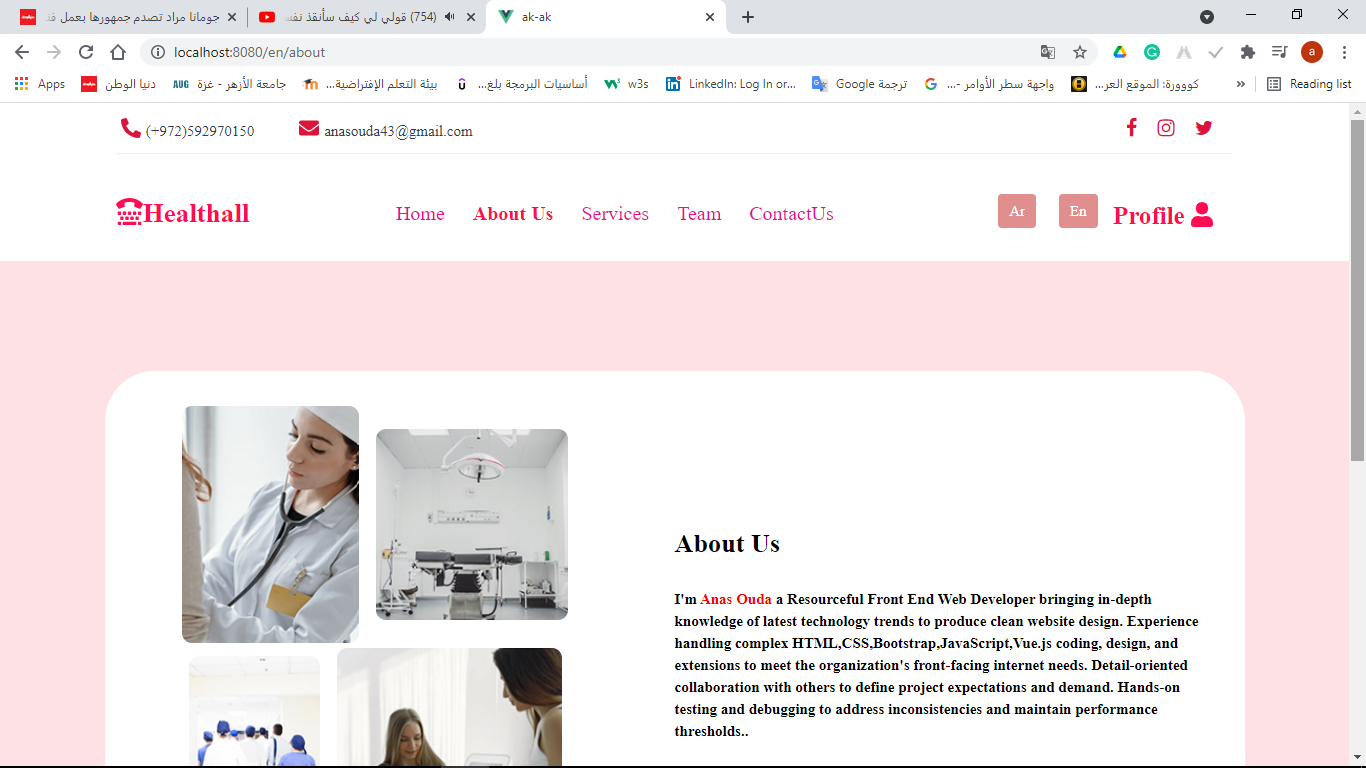 جومانا مراد تصدم جمهورها بعمل فن
(754) قولي لي كيف سأنقذ نفس
ak-ak
localhost:8080/en/about
a
Apps
دنيا الوطن
جامعة الأزهر - غزة
AUG
بيئة التعلم الإفتراضية...
أساسيات البرمجة بلغ...
w3s
LinkedIn: Log In or...
ترجمة Google
واجهة سطر الأوامر -...
كووورة: الموقع العر...
»
Reading list
(+972)592970150
anasouda43@gmail.com
Healthall
Home
About Us
Services
Team
ContactUs
Ar
En
Profile
About Us
I'm Anas Ouda a Resourceful Front End Web Developer bringing in-depth
knowledge of latest technology trends to produce clean website design. Experience
handling complex HTML,CSS,Bootstrap,JavaScript,Vue.js coding, design, and
extensions to meet the organization's front-facing internet needs. Detail-oriented
collaboration with others to define project expectations and demand. Hands-on
testing and debugging to address inconsistencies and maintain performance
thresholds..